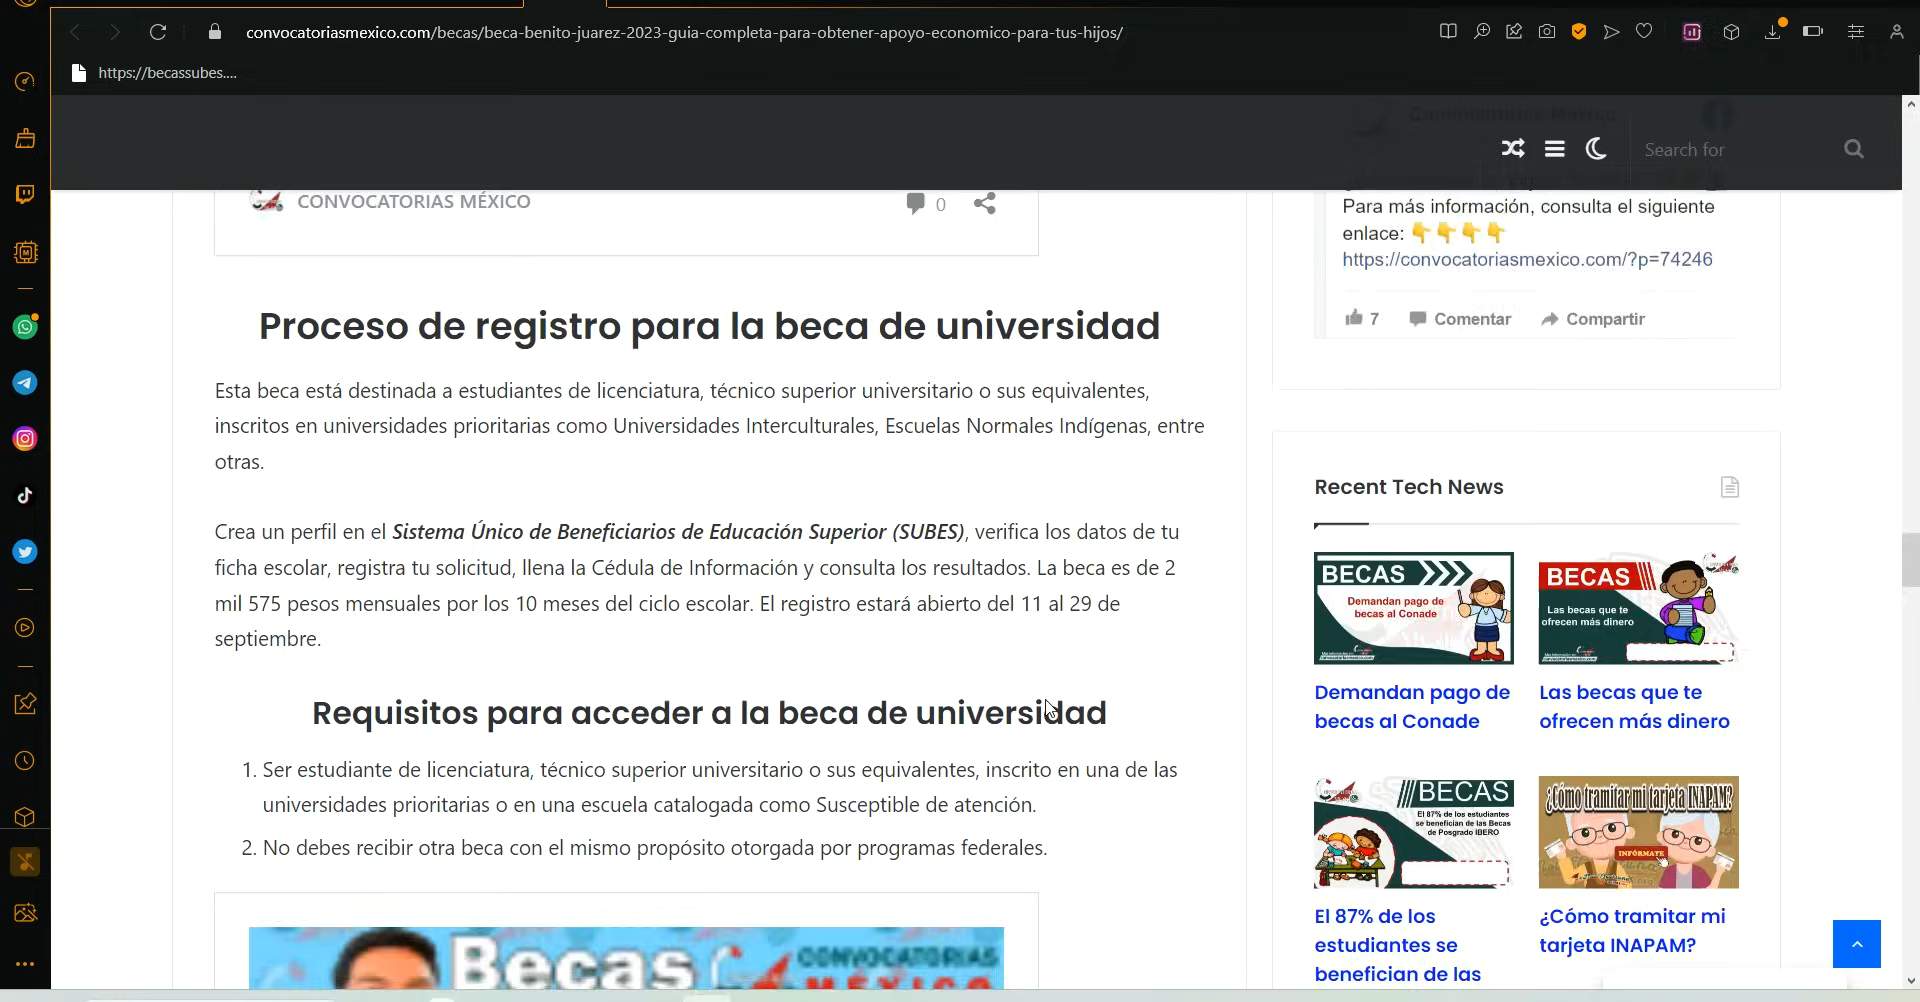 convocatoriasmexico.com/becas/beca-benito-juarez-2023-guia-completa-para-obtener-apoyo-economico-para-tus-hijos/
https://becassubes....
Search for
CONVOCATORIAS MÉXICO
0
Proceso de registro para la beca de universidad
Esta beca está destinada a estudiantes de licenciatura, técnico superior universitario o sus equivalentes,
inscritos en universidades prioritarias como Universidades Interculturales, Escuelas Normales Indígenas, entre
otras.
Crea un perfil en el Sistema Único de Beneficiarios de Educación Superior (SUBES), verifica los datos de tu
ficha escolar, registra tu solicitud, llena la Cédula de Información y consulta los resultados. La beca es de 2
mil 575 pesos mensuales por los 10 meses del ciclo escolar. El registro estará abierto del 11 al 29 de
septiembre.
Requisitos para acceder a la beca de universidad
1. Ser estudiante de licenciatura, técnico superior universitario o sus equivalentes, inscrito en una de las
universidades prioritarias o en una escuela catalogada como Susceptible de atención.
2. No debes recibir otra beca con el mismo propósito otorgada por programas federales.
Becas
CONVOCATORIAS
MÉXICO
Convocatorias México
Para más información, consulta el siguiente
enlace: 👇👇👇👇
https://convocatoriasmexico.com/?p=74246
7 Comentar Compartir
Recent Tech News
BECAS
Demandan pago de
becas al Conade
Demandan pago de
becas al Conade
BECAS
Las becas que te
ofrecen más dinero
Las becas que te
ofrecen más dinero
BECAS
El 87% de los estudiantes
se benefician de las Becas
de Posgrado IBERO
El 87% de los
estudiantes se
benefician de las
¿Cómo tramitar mi tarjeta INAPAM?
INFÓRMATE
¿Cómo tramitar mi
tarjeta INAPAM?